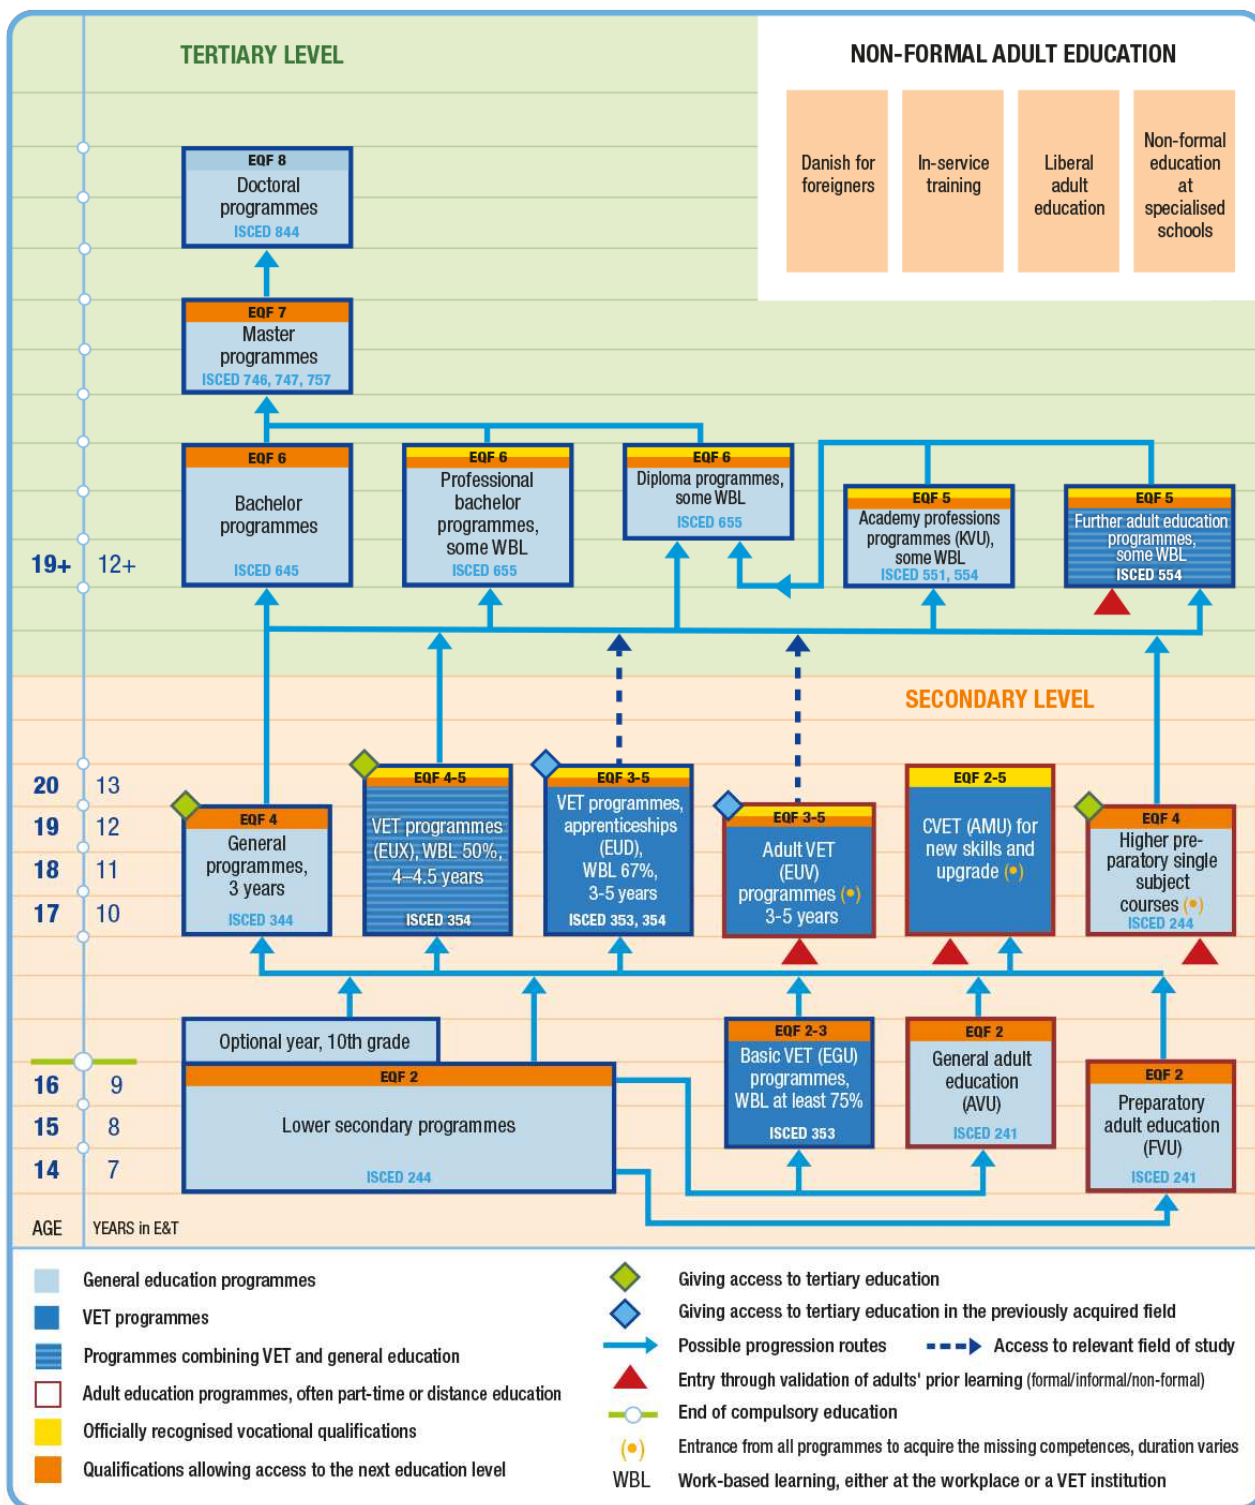 TERTIARY LEVEL
NON-FORMAL ADULT EDUCATION
Danish for
foreigners
In-service
training
Liberal
adult
education
Non-formal
education
at
specialised
schools
EQF 8
Doctoral
programmes
ISCED 844
EQF 7
Master
programmes
ISCED 746, 747, 757
EQF 6
Bachelor
programmes
ISCED 645
EQF 6
Professional
bachelor
programmes,
some WBL
ISCED 655
EQF 6
Diploma programmes,
some WBL
ISCED 655
EQF 5
Academy professions
programmes (KVU),
some WBL
ISCED 551, 554
EQF 5
Further adult education
programmes,
some WBL
ISCED 554
19+ 12+
SECONDARY LEVEL
20 13
19 12
18 11
17 10
EQF 4
General
programmes,
3 years
ISCED 344
EQF 4-5
VET programmes
(EUX), WBL 50%,
4–4.5 years
ISCED 354
EQF 3-5
VET programmes,
apprenticeships
(EUD),
WBL 67%,
3-5 years
ISCED 353, 354
EQF 3-5
Adult VET
(EUV)
programmes (•)
3-5 years
EQF 2-5
CVET (AMU) for
new skills and
upgrade (•)
EQF 4
Higher pre-
paratory single
subject
courses (•)
ISCED 244
Optional year, 10th grade
EQF 2
Lower secondary programmes
ISCED 244
EQF 2-3
Basic VET (EGU)
programmes,
WBL at least 75%
ISCED 353
EQF 2
General adult
education
(AVU)
ISCED 241
EQF 2
Preparatory
adult education
(FVU)
ISCED 241
16 9
15 8
14 7
AGE YEARS in E&T
General education programmes
VET programmes
Programmes combining VET and general education
Adult education programmes, often part-time or distance education
Officially recognised vocational qualifications
Qualifications allowing access to the next education level
Giving access to tertiary education
Giving access to tertiary education in the previously acquired field
Possible progression routes
Access to relevant field of study
Entry through validation of adults' prior learning (formal/informal/non-formal)
End of compulsory education
(•) Entrance from all programmes to acquire the missing competences, duration varies
WBL Work-based learning, either at the workplace or a VET institution